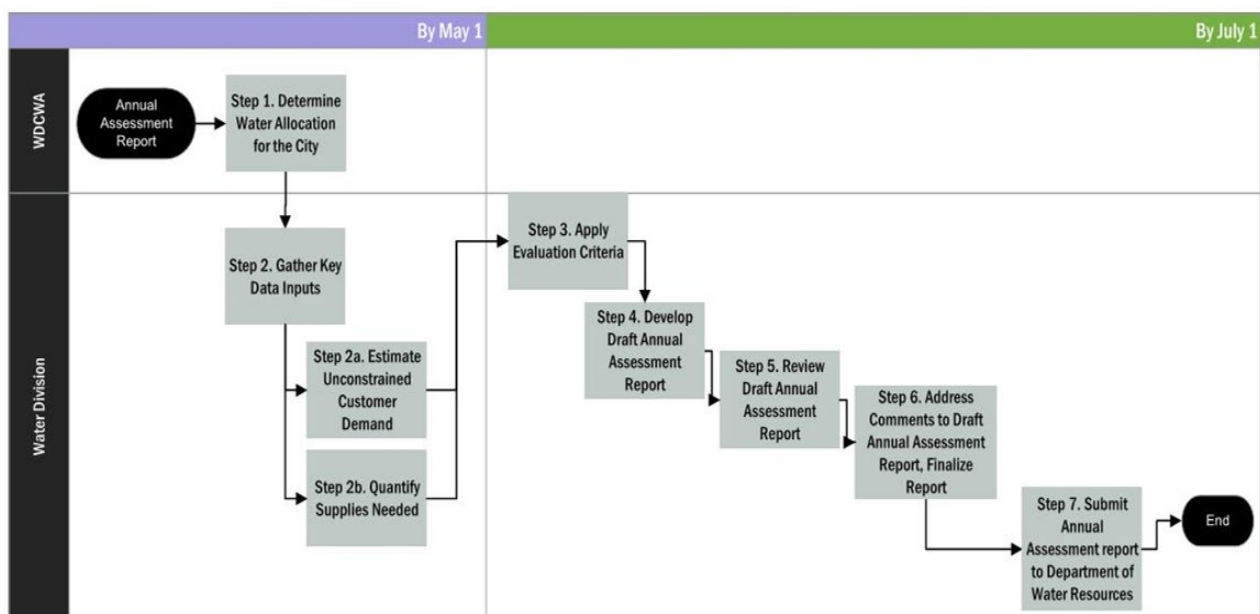 By May 1
By July 1
WDCWA
Annual
Assessment
Report
Step 1. Determine
Water Allocation
for the City
Water Division
Step 2. Gather Key
Data Inputs
Step 2a. Estimate
Unconstrained
Customer
Demand
Step 2b. Quantify
Supplies Needed
Step 3. Apply
Evaluation Criteria
Step 4. Develop
Draft Annual
Assessment
Report
Step 5. Review
Draft Annual
Assessment
Report
Step 6. Address
Comments to Draft
Annual Assessment
Report, Finalize
Report
Step 7. Submit
Annual
Assessment report
to Department of
Water Resources
End